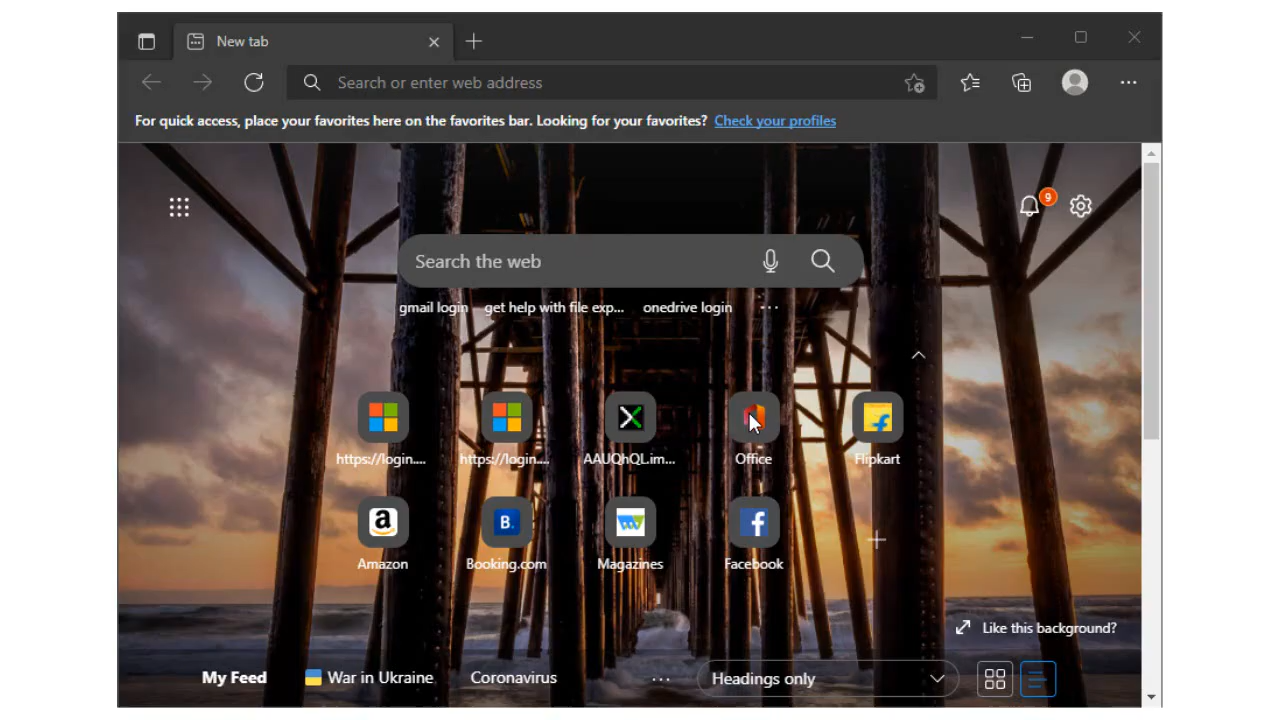 New tab
Search or enter web address
For quick access, place your favorites here on the favorites bar. Looking for your favorites? Check your profiles
9
Search the web
gmail login get help with file exp... onedrive login ...
https://login.... https://login.... AAUQhQL.im... Office Flipkart
a B. f
Amazon Booking.com Magazines Facebook
Like this background?
My Feed War in Ukraine Coronavirus ... Headings only